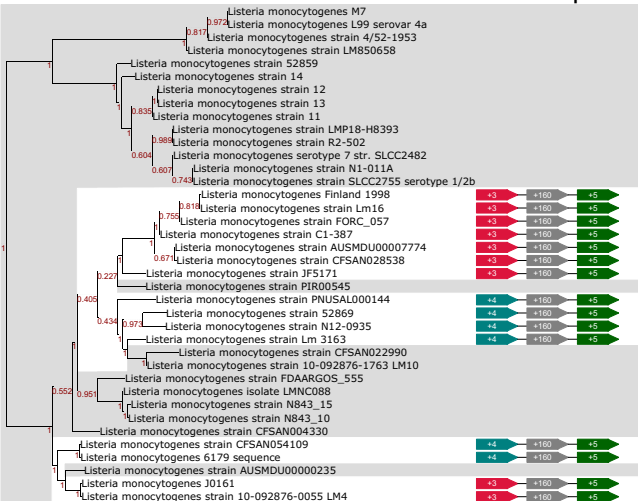 Listeria monocytogenes M7
0.972
Listeria monocytogenes L99 serovar 4a
0.817
Listeria monocytogenes strain 4/52-1953
1
Listeria monocytogenes strain LM850658
1
Listeria monocytogenes strain 52859
Listeria monocytogenes strain 14
1
Listeria monocytogenes strain 12
1
Listeria monocytogenes strain 13
0.835
Listeria monocytogenes strain 11
1
Listeria monocytogenes strain LMP18-H8393
0.989
Listeria monocytogenes strain R2-502
0.604
Listeria monocytogenes serotype 7 str. SLCC2482
0.607
Listeria monocytogenes strain N1-011A
0.743
Listeria monocytogenes strain SLCC2755 serotype 1/2b
Listeria monocytogenes Finland 1998 +3 +160 +5
0.818
Listeria monocytogenes strain Lm16 +3 +160 +5
0.755
Listeria monocytogenes strain FORC_057 +3 +160 +5
Listeria monocytogenes strain C1-387 +3 +160 +5
1
1
Listeria monocytogenes strain AUSMDU00007774 +3 +160 +5
0.671
Listeria monocytogenes strain CFSAN028538 +3 +160 +5
1
Listeria monocytogenes strain JF5171 +3 +160 +5
0.227
1
Listeria monocytogenes strain PIR00545
0.405
Listeria monocytogenes strain PNUSAL000144 +4 +160 +5
Listeria monocytogenes strain 52869 +4 +160 +5
0.434
0.973
Listeria monocytogenes strain N12-0935 +4 +160 +5
1
Listeria monocytogenes strain Lm 3163 +4 +160 +5
1
1
Listeria monocytogenes strain CFSAN022990
1
Listeria monocytogenes strain 10-092876-1763 LM10
Listeria monocytogenes strain FDAARGOS_555
0.552
0.951
Listeria monocytogenes isolate LMNC088
Listeria monocytogenes strain N843_15
1
Listeria monocytogenes strain N843_10
1
Listeria monocytogenes strain CFSAN004330
1
Listeria monocytogenes strain CFSAN054109 +4 +160 +5
1
Listeria monocytogenes 6179 sequence +4 +160 +5
1
Listeria monocytogenes strain AUSMDU00000235
1
Listeria monocytogenes J0161 +3 +160 +5
1
Listeria monocytogenes strain 10-092876-0055 LM4 +3 +160 +5